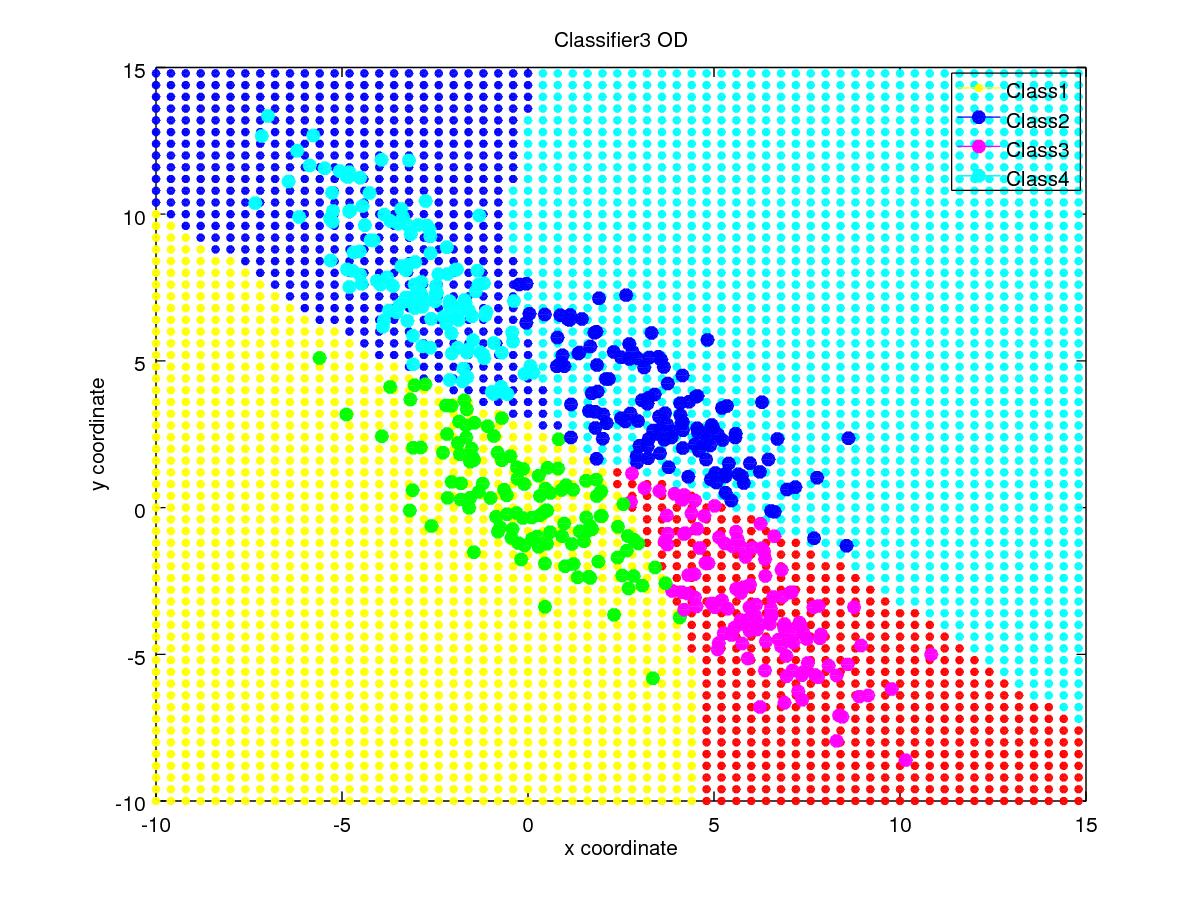 Classifier3 OD
15
10
5
0
-5
-10
y coordinate
Class1
Class2
Class3
Class4
-10 -5 0 5 10 15
x coordinate